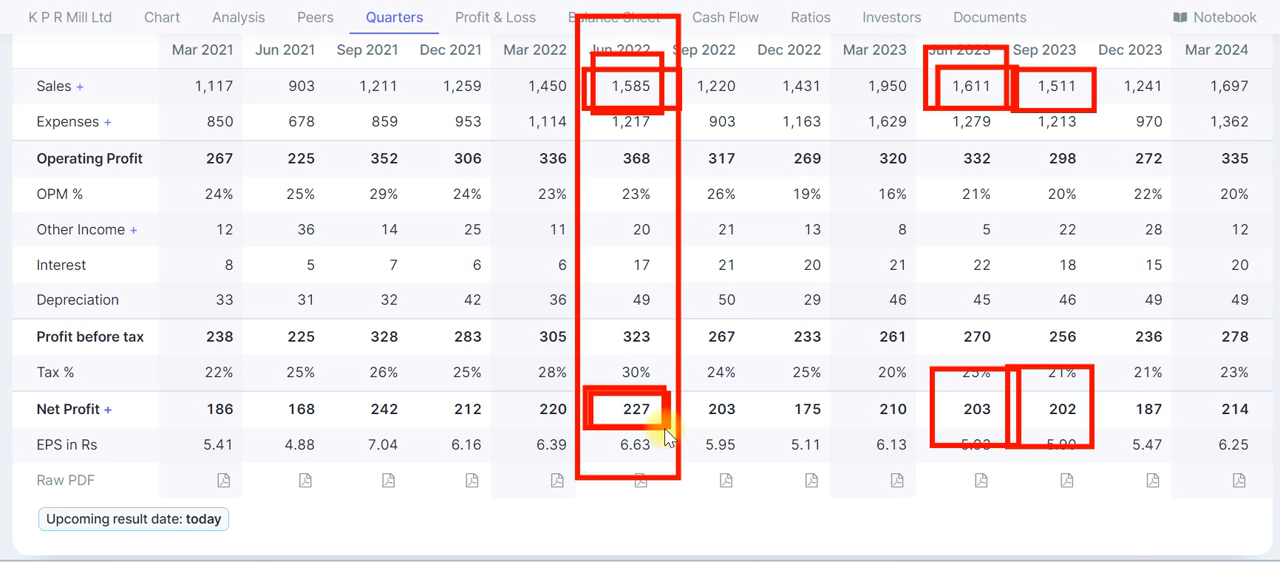 K P R Mill Ltd Chart Analysis Peers Quarters Profit & Loss Balance Sheet Cash Flow Ratios Investors Documents Notebook
Mar 2021 Jun 2021 Sep 2021 Dec 2021 Mar 2022 Jun 2022 Sep 2022 Dec 2022 Mar 2023 Jun 2023 Sep 2023 Dec 2023 Mar 2024
Sales + 1,117 903 1,211 1,259 1,450 1,585 1,220 1,431 1,950 1,611 1,511 1,241 1,697
Expenses + 850 678 859 953 1,114 1,217 903 1,163 1,629 1,279 1,213 970 1,362
Operating Profit 267 225 352 306 336 368 317 269 320 332 298 272 335
OPM % 24% 25% 29% 24% 23% 23% 26% 19% 16% 21% 20% 22% 20%
Other Income + 12 36 14 25 11 20 21 13 8 5 22 28 12
Interest 8 5 7 6 6 17 21 20 21 22 18 15 20
Depreciation 33 31 32 42 36 49 50 29 46 45 46 49 49
Profit before tax 238 225 328 283 305 323 267 233 261 270 256 236 278
Tax % 22% 25% 26% 25% 28% 30% 24% 25% 20% 25% 21% 21% 23%
Net Profit + 186 168 242 212 220 227 203 175 210 203 202 187 214
EPS in Rs 5.41 4.88 7.04 6.16 6.39 6.63 5.95 5.11 6.13 5.47 6.25
Raw PDF
Upcoming result date: today